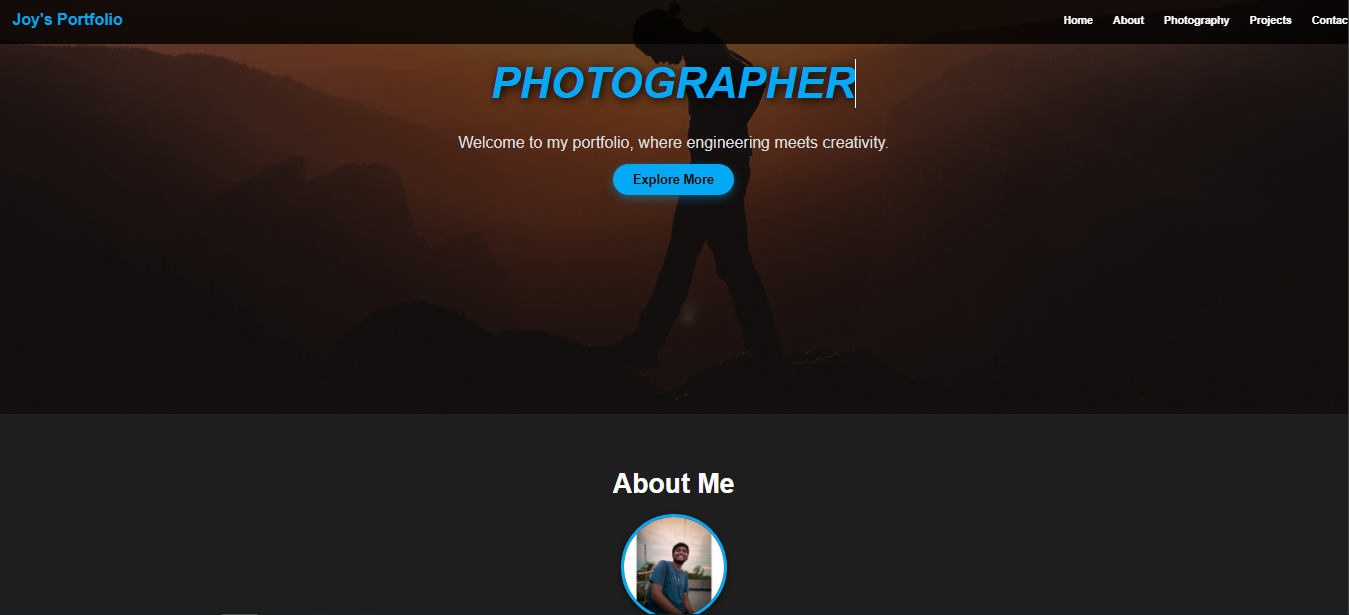 Joy's Portfolio
Home About Photography Projects Contac
PHOTOGRAPHER
Welcome to my portfolio, where engineering meets creativity.
Explore More
About Me